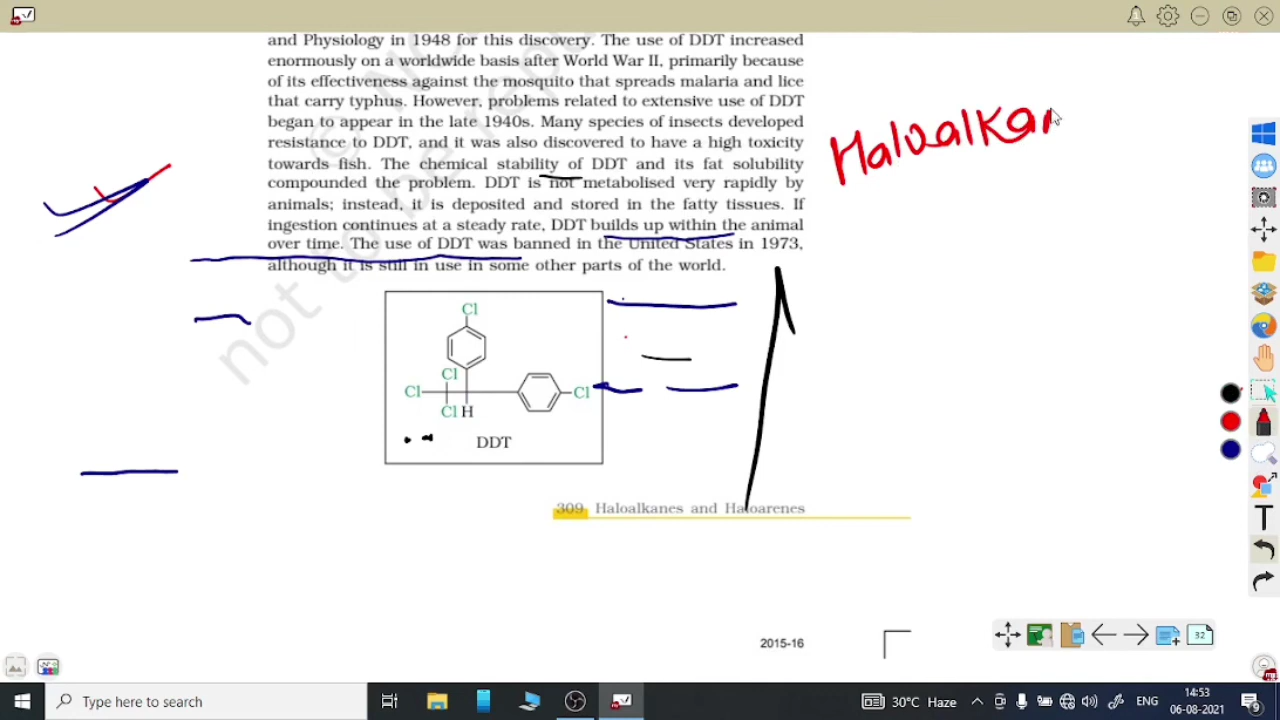 and Physiology in 1948 for this discovery. The use of DDT increased
enormously on a worldwide basis after World War II, primarily because
of its effectiveness against the mosquito that spreads malaria and lice
that carry typhus. However, problems related to extensive use of DDT
began to appear in the late 1940s. Many species of insects developed
resistance to DDT, and it was also discovered to have a high toxicity
towards fish. The chemical stability of DDT and its fat solubility
compounded the problem. DDT is not metabolised very rapidly by
animals; instead, it is deposited and stored in the fatty tissues. If
ingestion continues at a steady rate, DDT builds up within the animal
over time. The use of DDT was banned in the United States in 1973,
although it is still in use in some other parts of the world.
Haloalkan
Cl
Cl
Cl
Cl
Cl H
DDT
309 Haloalkanes and Haloarenes
not to be rep
© N
2015-16
T
32
Type here to search
30°C Haze
ENG
14:53
06-08-2021
9